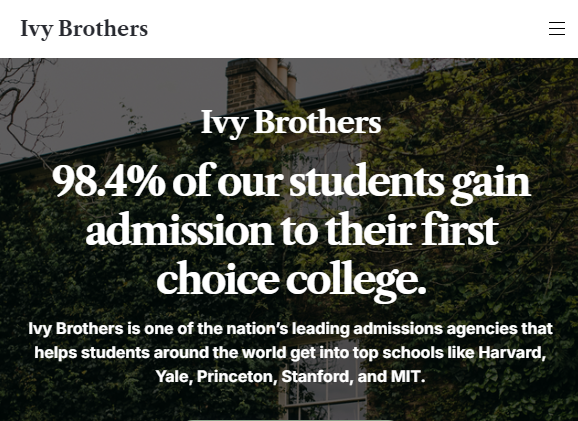 Ivy Brothers
Ivy Brothers
98.4% of our students gain
admission to their first
choice college.
Ivy Brothers is one of the nation’s leading admissions agencies that
helps students around the world get into top schools like Harvard,
Yale, Princeton, Stanford, and MIT.